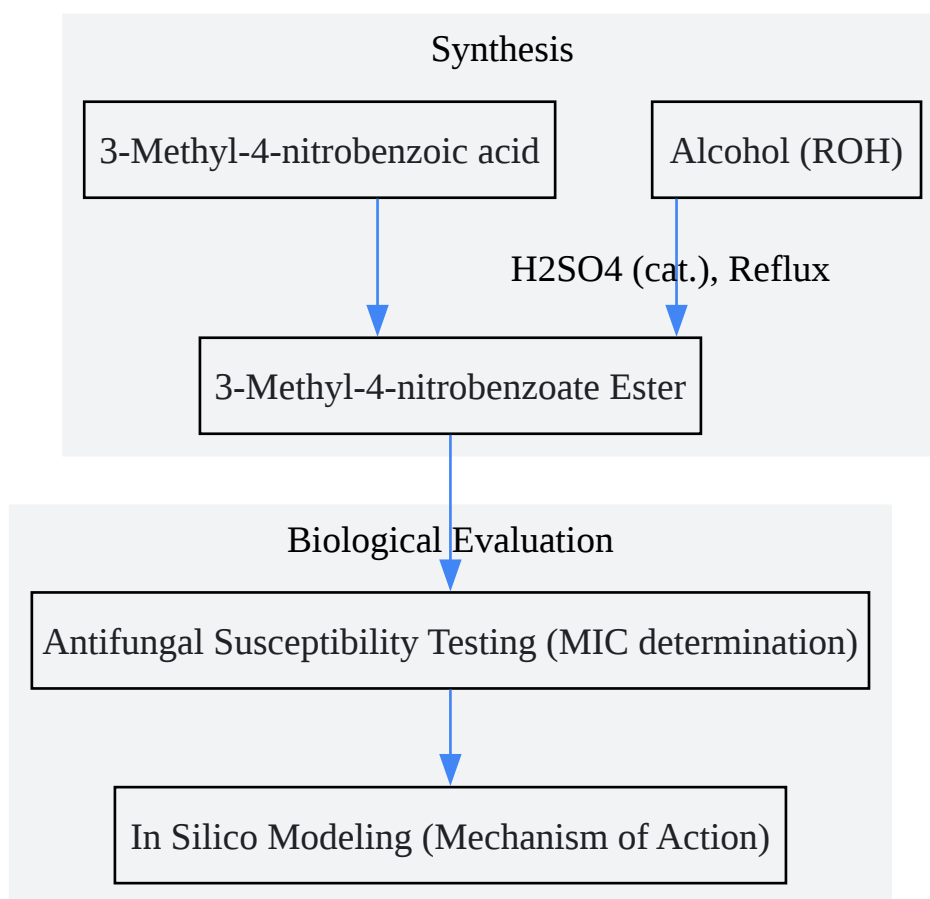 Synthesis
3-Methyl-4-nitrobenzoic acid
Alcohol (ROH)
H2SO4 (cat.), Reflux
3-Methyl-4-nitrobenzoate Ester
Biological Evaluation
Antifungal Susceptibility Testing (MIC determination)
In Silico Modeling (Mechanism of Action)